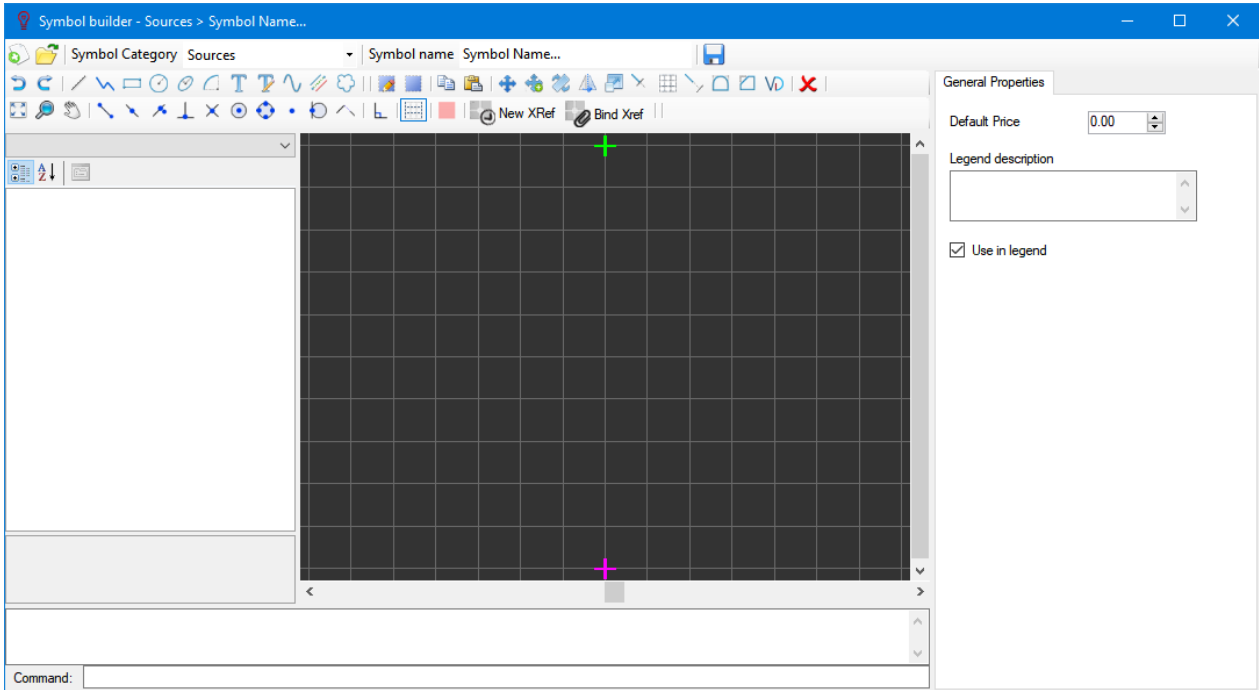 Symbol builder - Sources > Symbol Name...
Symbol Category Sources Symbol name Symbol Name...
General Properties
New XRef Bind Xref
Default Price 0.00
Legend description
Use in legend
Command: